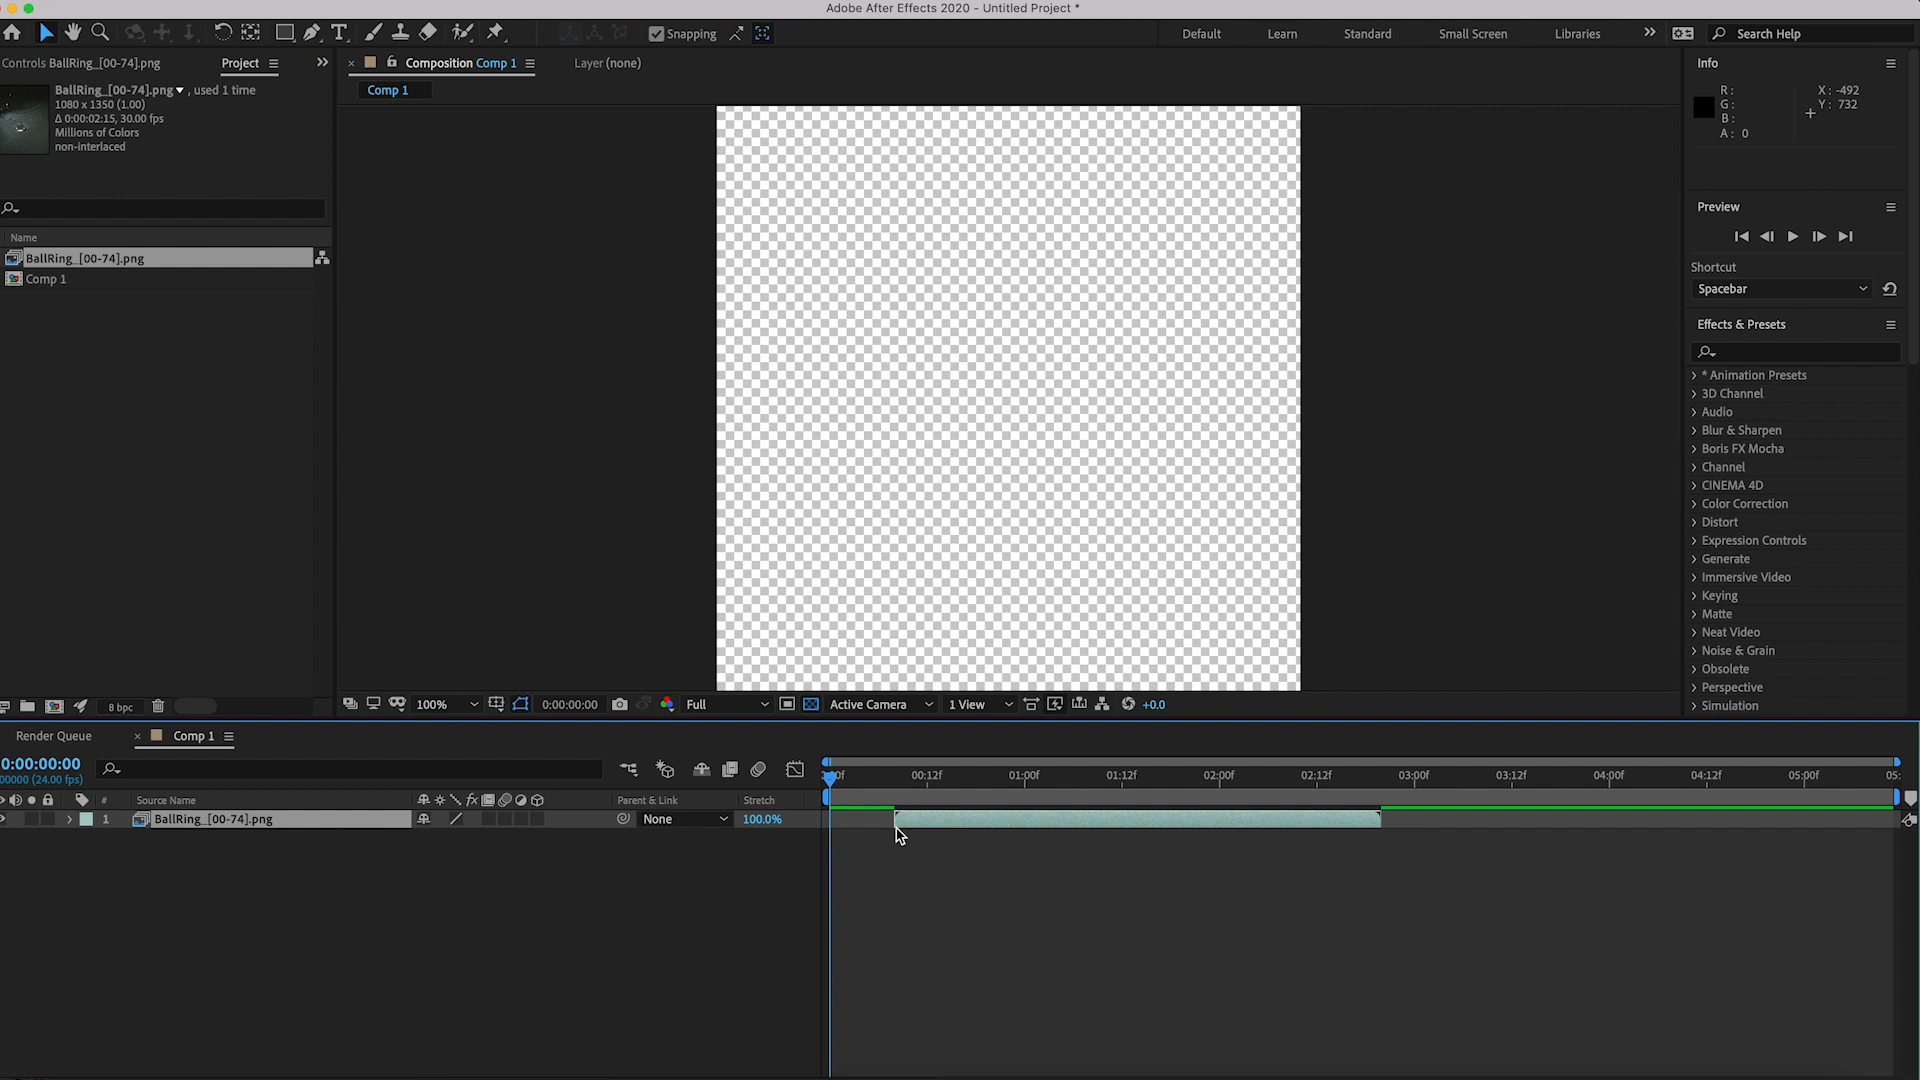 Adobe After Effects 2020 - Untitled Project *
Snapping
Default
Learn
Standard
Small Screen
Libraries
Search Help
Controls BallRing_[00-74].png
Project
Composition Comp 1
Layer (none)
Info
BallRing_[00-74].png , used 1 time
1080 x 1350 (1.00)
Δ 0:00:02:15, 30.00 fps
Millions of Colors
non-interlaced
Comp 1
R :
G :
B :
A : 0
X : -492
Y : 732
Preview
Shortcut
Spacebar
Effects & Presets
Name
BallRing_[00-74].png
Comp 1
* Animation Presets
3D Channel
Audio
Blur & Sharpen
Boris FX Mocha
Channel
CINEMA 4D
Color Correction
Distort
Expression Controls
Generate
Immersive Video
Keying
Matte
Neat Video
Noise & Grain
Obsolete
Perspective
Simulation
8 bpc
100%
0:00:00:00
Full
Active Camera
1 View
+0.0
Render Queue
Comp 1
0:00:00:00
00000 (24.00 fps)
00:12f
01:00f
01:12f
02:00f
02:12f
03:00f
03:12f
04:00f
04:12f
05:00f
05:
#
Source Name
Parent & Link
Stretch
1
BallRing_[00-74].png
None
100.0%